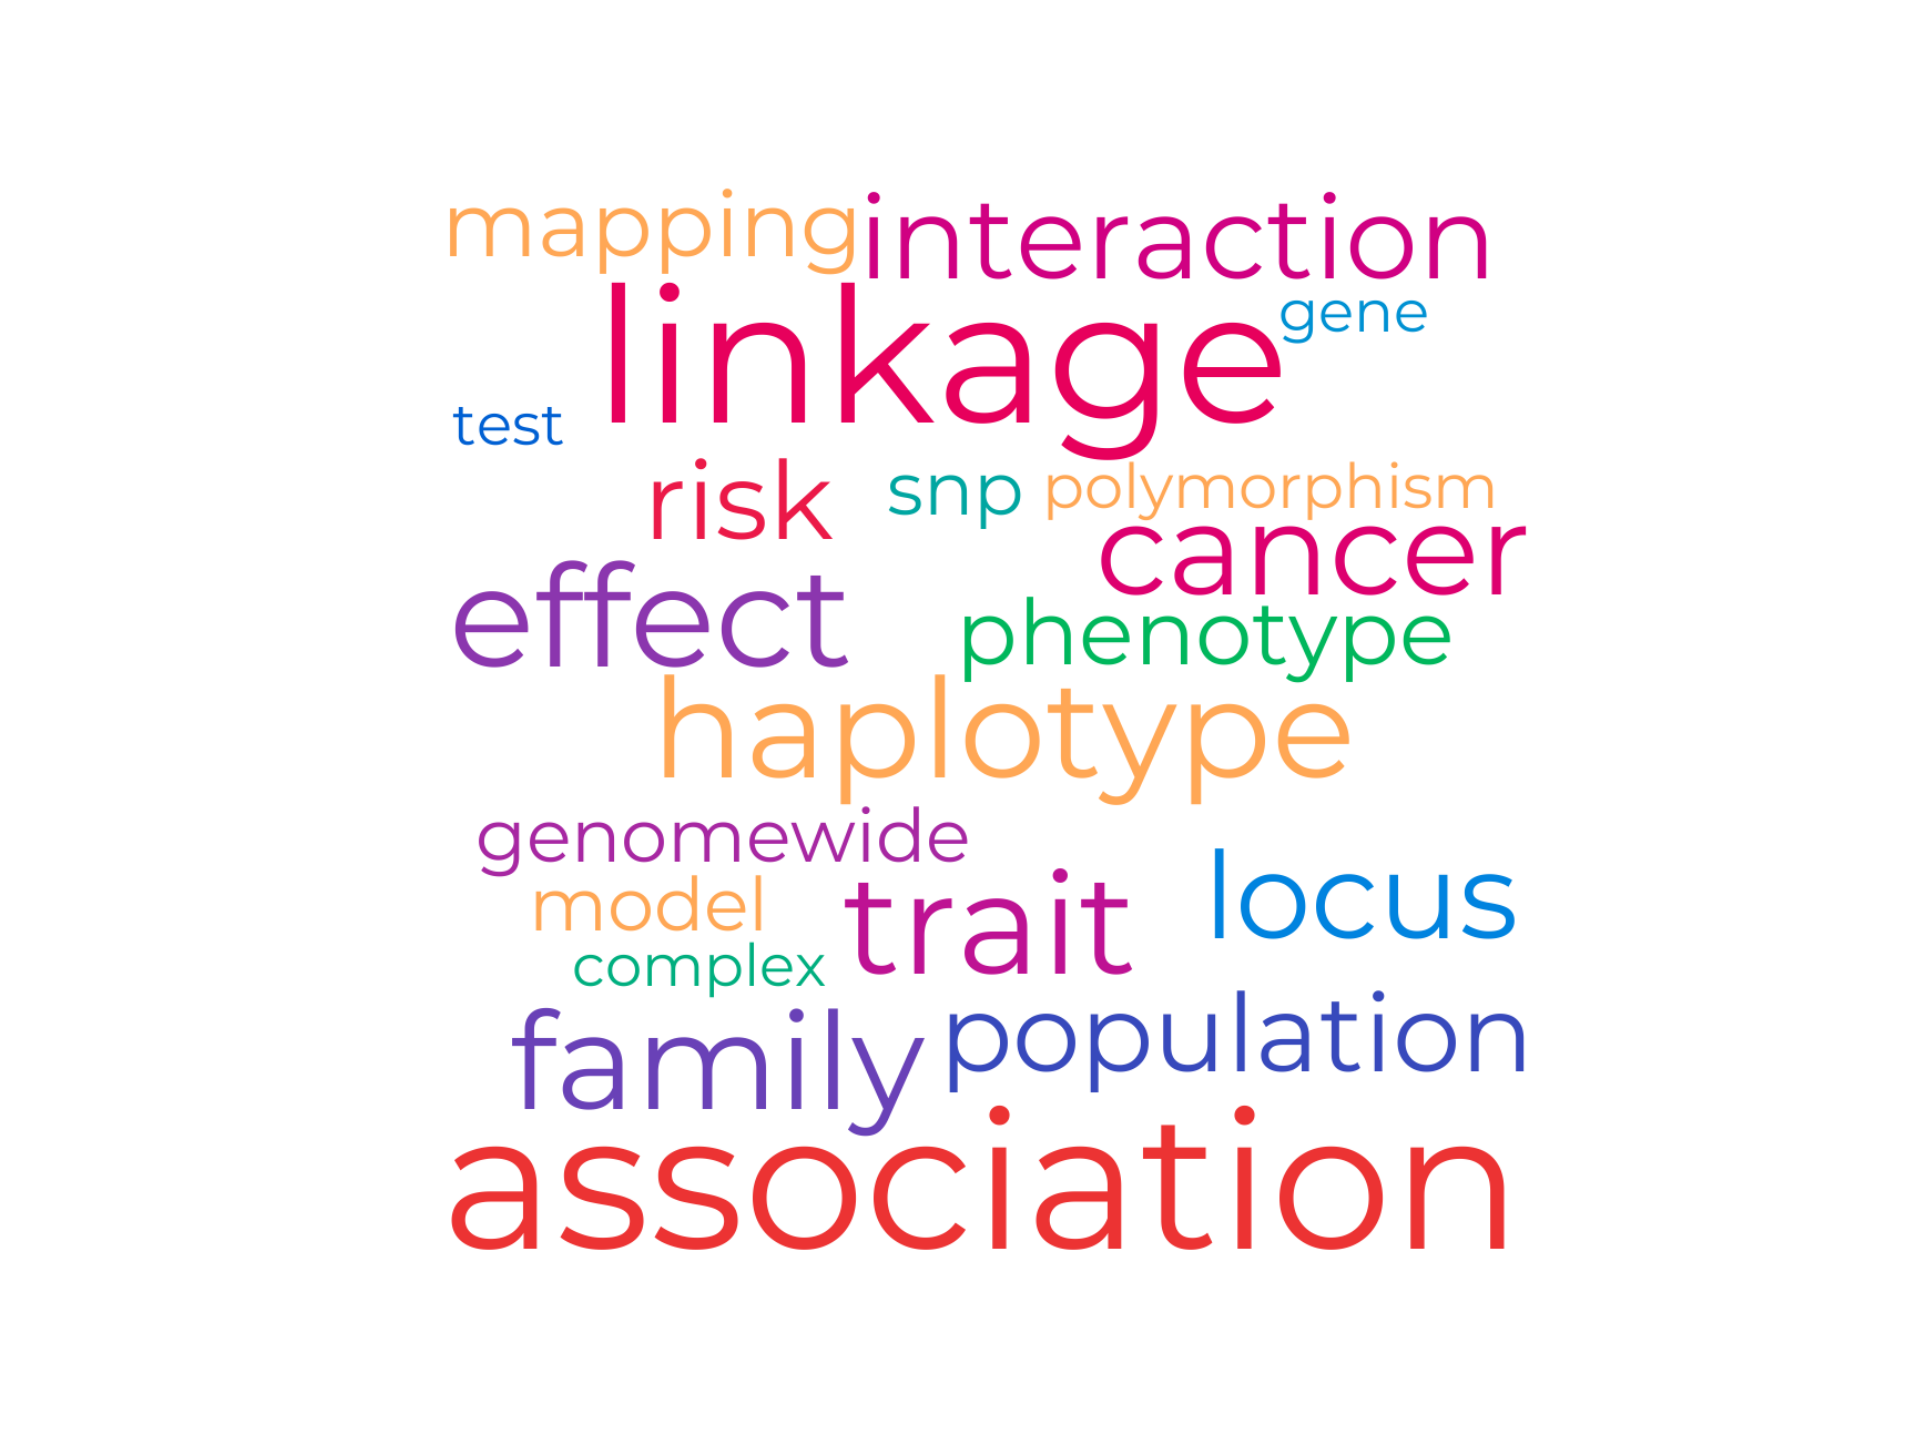 mapping interaction
linkage gene
test
risk snp polymorphism
cancer
effect phenotype
haplotype
genomewide
model trait locus
complex
family population
association